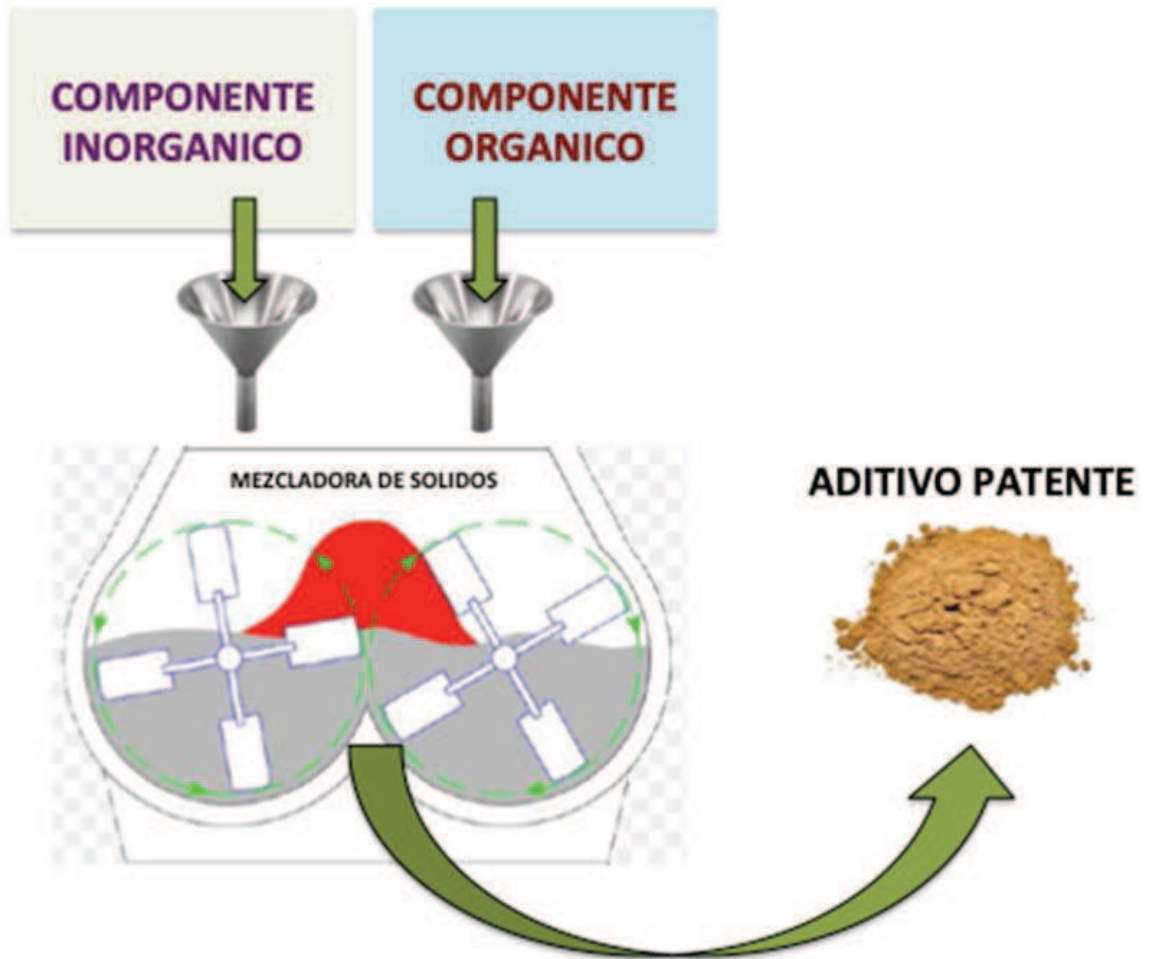 COMPONENTE
INORGANICO
COMPONENTE
ORGANICO
MEZCLADORA DE SOLIDOS
ADITIVO PATENTE